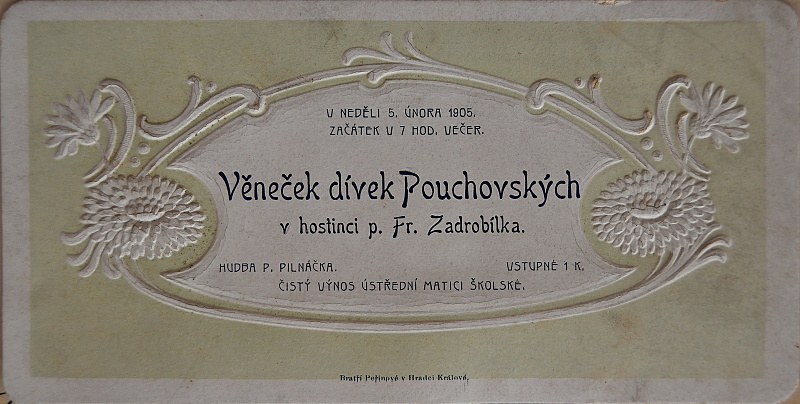 V NEDĚLI 5. ÚNORA 1905.
ZAČÁTEK V 7 HOD. VEČER.
Věneček dívek Pouchovských
v hostinci p. Fr. Zadrobílka.
HUDBA P. PILNÁČKA. VSTUPNÉ 1 K.
ČISTÝ VÝNOS ÚSTŘEDNÍ MATICI ŠKOLSKÉ.
Bratří Peřinové v Hradci Králové.